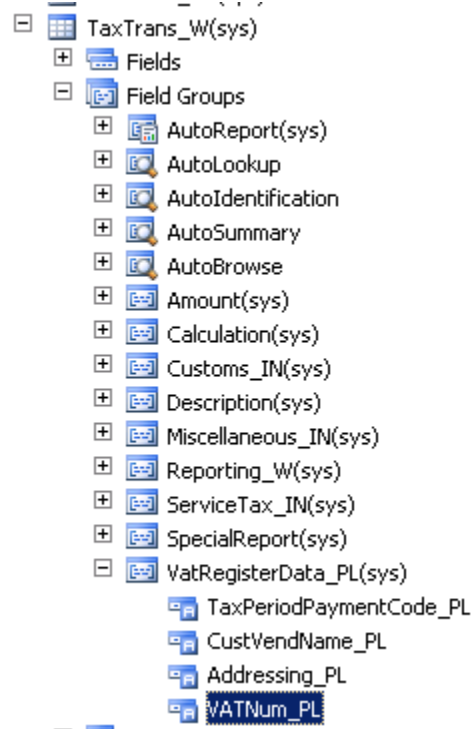 TaxTrans_W(sys)
Fields
Field Groups
AutoReport(sys)
AutoLookup
AutoIdentification
AutoSummary
AutoBrowse
Amount(sys)
Calculation(sys)
Customs_IN(sys)
Description(sys)
Miscellaneous_IN(sys)
Reporting_W(sys)
ServiceTax_IN(sys)
SpecialReport(sys)
VatRegisterData_PL(sys)
TaxPeriodPaymentCode_PL
CustVendName_PL
Addressing_PL
VATNum_PL